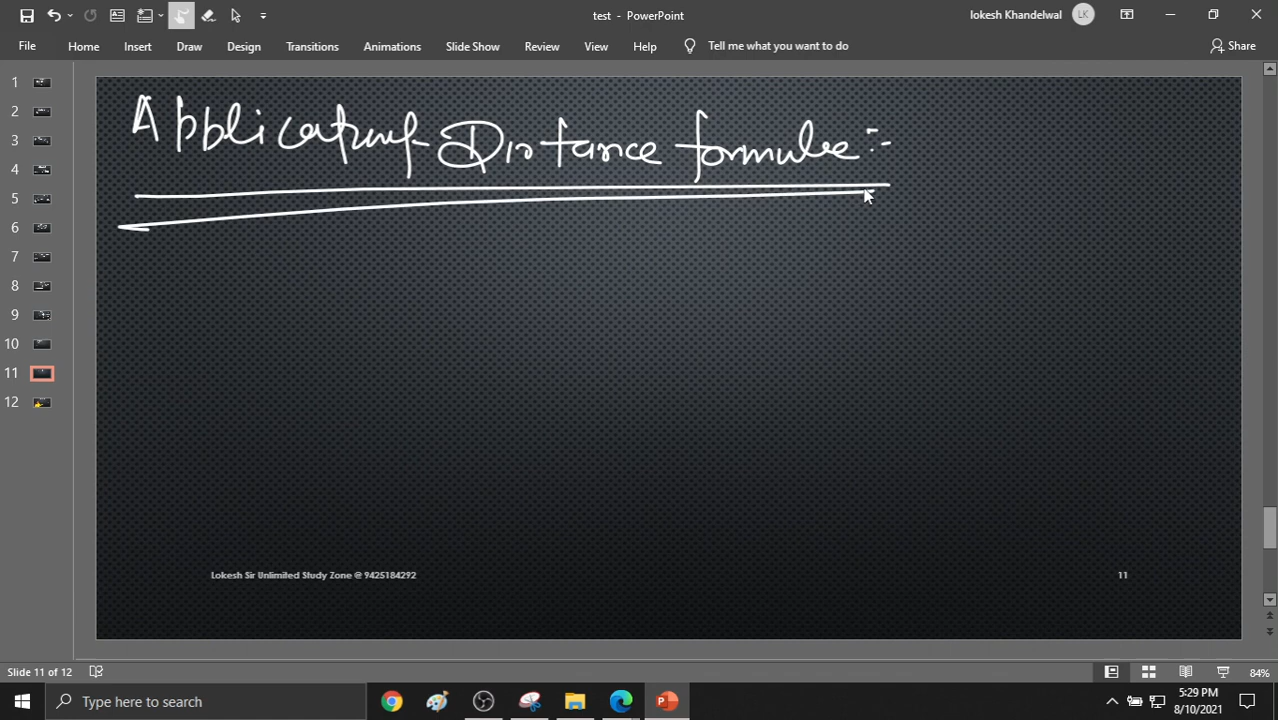 test - PowerPoint
lokesh Khandelwal LK
File Home Insert Draw Design Transitions Animations Slide Show Review View Help Tell me what you want to do Share
1
2
3
4
5
6
7
8
9
10
11
12
Application of Distance formula :-
Lokesh Sir Unlimited Study Zone @ 9425184292 11
Slide 11 of 12 84%
Type here to search
5:29 PM
8/10/2021